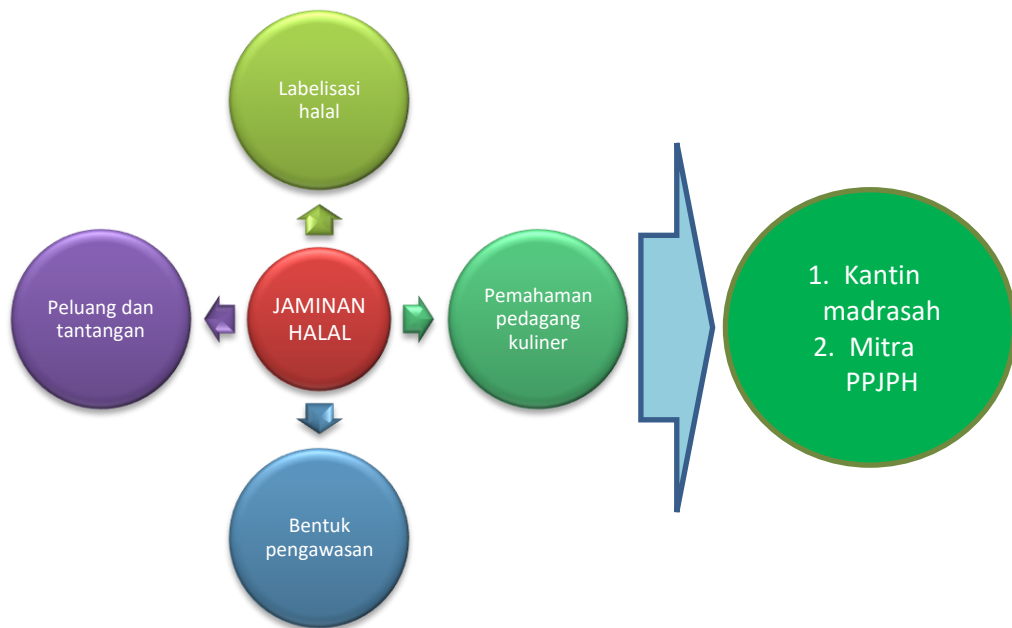 Labelisasi
halal
Peluang dan
tantangan
JAMINAN
HALAL
Pemahaman
pedagang
kuliner
Bentuk
pengawasan
1. Kantin
madrasah
2. Mitra
PPJPH